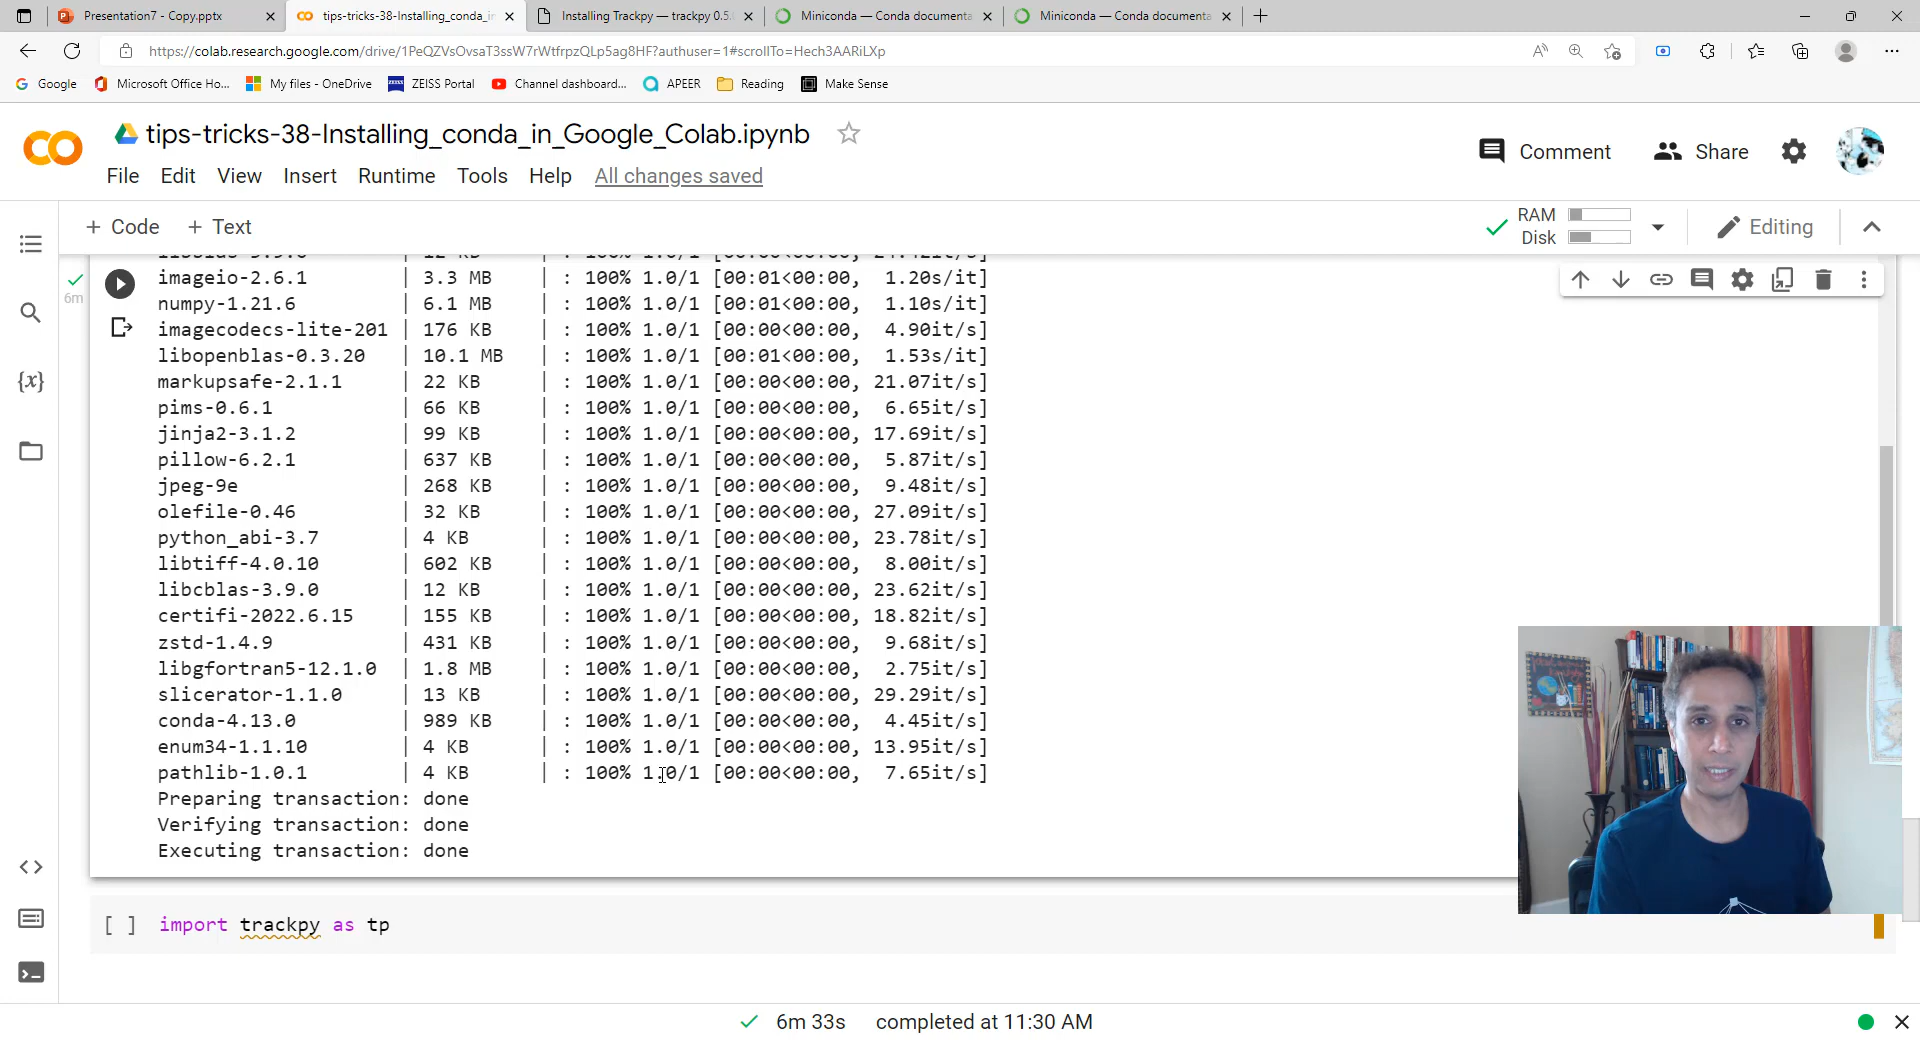 Presentation7 - Copy.pptx
tips-tricks-38-Installing_conda_in
Installing Trackpy — trackpy 0.5.
Miniconda — Conda documenta
Miniconda — Conda documenta
https://colab.research.google.com/drive/1PeQZVsOvsaT3ssW7rWtfrpzQLp5ag8HF?authuser=1#scrollTo=Hech3AARiLXp
Google
Microsoft Office Ho...
My files - OneDrive
ZEISS Portal
Channel dashboard...
APEER
Reading
Make Sense
tips-tricks-38-Installing_conda_in_Google_Colab.ipynb
Comment
Share
File Edit View Insert Runtime Tools Help All changes saved
+ Code + Text
RAM
Disk
Editing
6m
imageio-2.6.1 | 3.3 MB | : 100% 1.0/1 [00:01<00:00, 1.20s/it]
numpy-1.21.6 | 6.1 MB | : 100% 1.0/1 [00:01<00:00, 1.10s/it]
imagecodecs-lite-201 | 176 KB | : 100% 1.0/1 [00:00<00:00, 4.90it/s]
libopenblas-0.3.20 | 10.1 MB | : 100% 1.0/1 [00:01<00:00, 1.53s/it]
markupsafe-2.1.1 | 22 KB | : 100% 1.0/1 [00:00<00:00, 21.07it/s]
pims-0.6.1 | 66 KB | : 100% 1.0/1 [00:00<00:00, 6.65it/s]
jinja2-3.1.2 | 99 KB | : 100% 1.0/1 [00:00<00:00, 17.69it/s]
pillow-6.2.1 | 637 KB | : 100% 1.0/1 [00:00<00:00, 5.87it/s]
jpeg-9e | 268 KB | : 100% 1.0/1 [00:00<00:00, 9.48it/s]
olefile-0.46 | 32 KB | : 100% 1.0/1 [00:00<00:00, 27.09it/s]
python_abi-3.7 | 4 KB | : 100% 1.0/1 [00:00<00:00, 23.78it/s]
libtiff-4.0.10 | 602 KB | : 100% 1.0/1 [00:00<00:00, 8.00it/s]
libcblas-3.9.0 | 12 KB | : 100% 1.0/1 [00:00<00:00, 23.62it/s]
certifi-2022.6.15 | 155 KB | : 100% 1.0/1 [00:00<00:00, 18.82it/s]
zstd-1.4.9 | 431 KB | : 100% 1.0/1 [00:00<00:00, 9.68it/s]
libgfortran5-12.1.0 | 1.8 MB | : 100% 1.0/1 [00:00<00:00, 2.75it/s]
slicerator-1.1.0 | 13 KB | : 100% 1.0/1 [00:00<00:00, 29.29it/s]
conda-4.13.0 | 989 KB | : 100% 1.0/1 [00:00<00:00, 4.45it/s]
enum34-1.1.10 | 4 KB | : 100% 1.0/1 [00:00<00:00, 13.95it/s]
pathlib-1.0.1 | 4 KB | : 100% 1.0/1 [00:00<00:00, 7.65it/s]
Preparing transaction: done
Verifying transaction: done
Executing transaction: done
[ ] import trackpy as tp
6m 33s completed at 11:30 AM